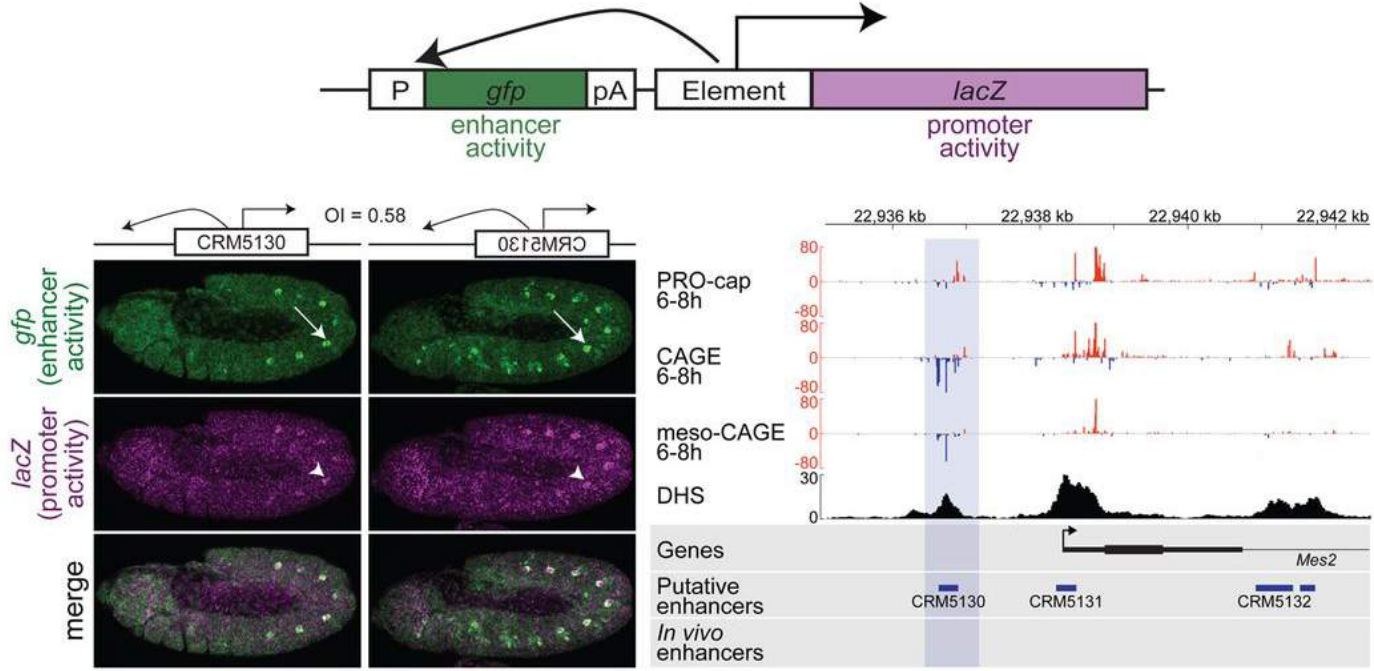 P gfp pA Element lacZ
enhancer
activity
promoter
activity
OI = 0.58
CRM5130
CRM5130
gfp
(enhancer
activity)
lacZ
(promoter
activity)
merge
22,936 kb 22,938 kb 22,940 kb 22,942 kb
PRO-cap
6-8h
80
0
-80
CAGE
6-8h
80
0
-80
meso-CAGE
6-8h
80
0
-80
DHS
30
0
Genes
Mes2
Putative
enhancers
CRM5130 CRM5131 CRM5132
In vivo
enhancers